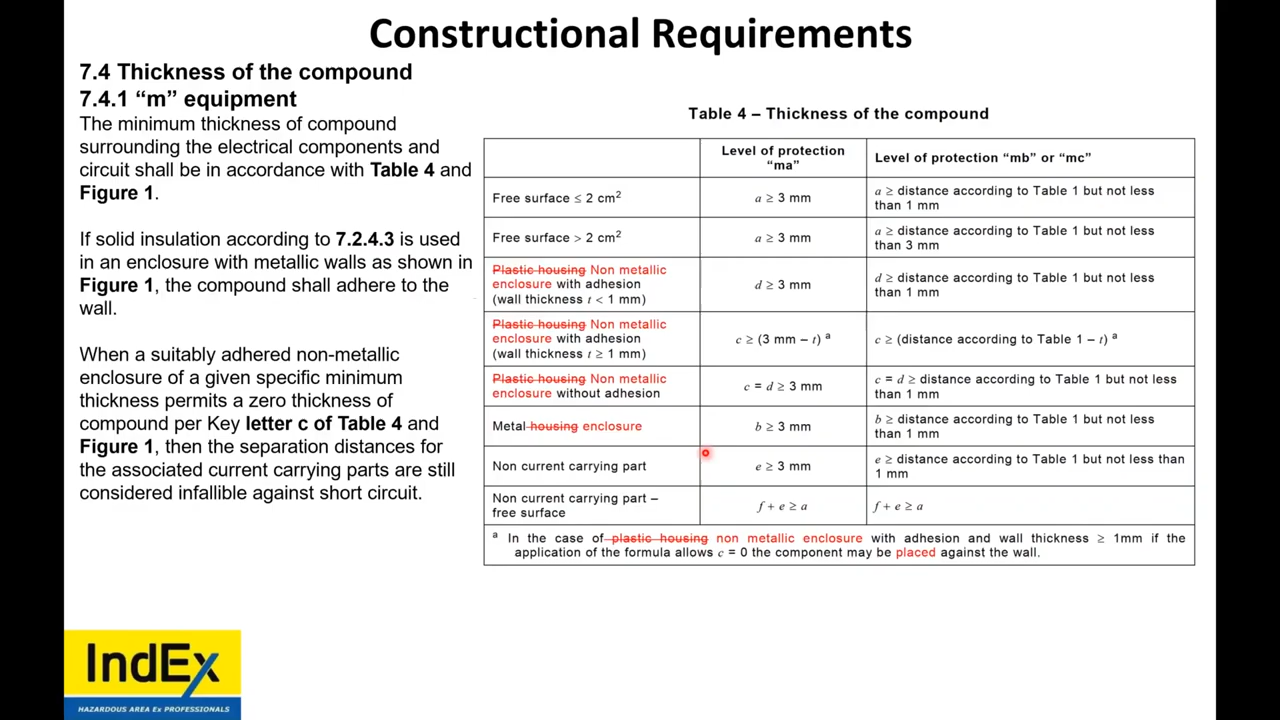 Constructional Requirements
7.4 Thickness of the compound
7.4.1 “m” equipment
The minimum thickness of compound
surrounding the electrical components and
circuit shall be in accordance with Table 4 and
Figure 1.
If solid insulation according to 7.2.4.3 is used
in an enclosure with metallic walls as shown in
Figure 1, the compound shall adhere to the
wall.
When a suitably adhered non-metallic
enclosure of a given specific minimum
thickness permits a zero thickness of
compound per Key letter c of Table 4 and
Figure 1, then the separation distances for
the associated current carrying parts are still
considered infallible against short circuit.
Table 4 – Thickness of the compound
Level of protection
“ma”
Level of protection “mb” or “mc”
Free surface ≤ 2 cm²
a ≥ 3 mm
a ≥ distance according to Table 1 but not less
than 1 mm
Free surface > 2 cm²
a ≥ 3 mm
a ≥ distance according to Table 1 but not less
than 3 mm
Plastic housing Non metallic
enclosure with adhesion
(wall thickness t < 1 mm)
d ≥ 3 mm
d ≥ distance according to Table 1 but not less
than 1 mm
Plastic housing Non metallic
enclosure with adhesion
(wall thickness t ≥ 1 mm)
c ≥ (3 mm – t) a
c ≥ (distance according to Table 1 – t) a
Plastic housing Non metallic
enclosure without adhesion
c = d ≥ 3 mm
c = d ≥ distance according to Table 1 but not less
than 1 mm
Metal housing enclosure
b ≥ 3 mm
b ≥ distance according to Table 1 but not less
than 1 mm
Non current carrying part
e ≥ 3 mm
e ≥ distance according to Table 1 but not less than
1 mm
Non current carrying part –
free surface
f + e ≥ a
f + e ≥ a
a In the case of plastic housing non metallic enclosure with adhesion and wall thickness ≥ 1mm if the
application of the formula allows c = 0 the component may be placed against the wall.
IndEx
HAZARDOUS AREA Ex PROFESSIONALS